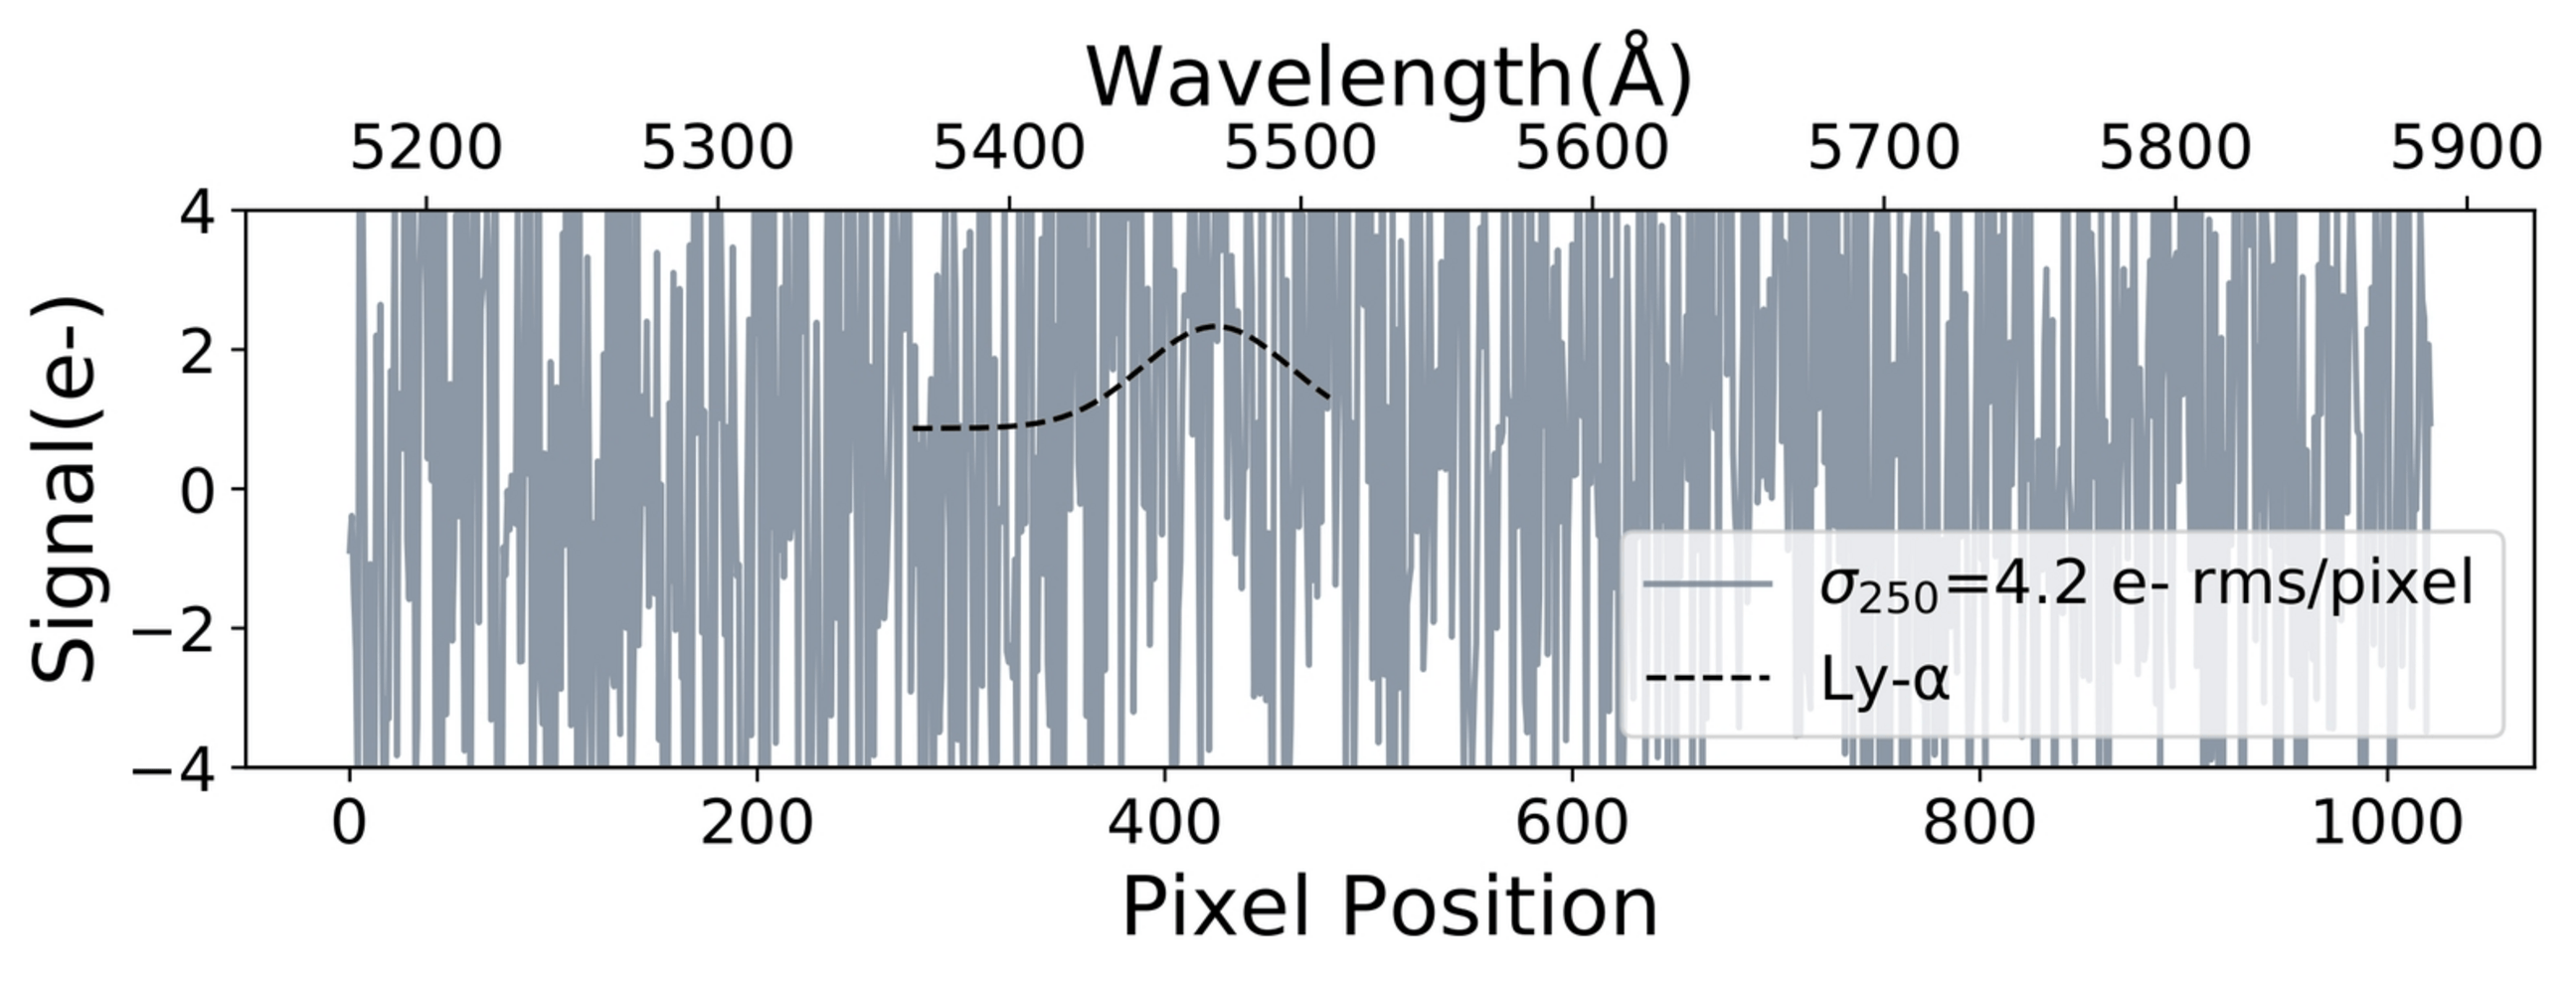 Wavelength(Å)
5200 5300 5400 5500 5600 5700 5800 5900
Signal(e-)
4
2
0
−2
−4
σ250=4.2 e- rms/pixel
Ly-α
0 200 400 600 800 1000
Pixel Position